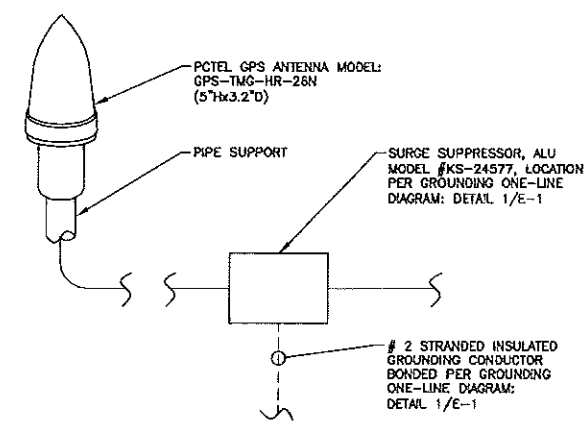 PCTEL GPS ANTENNA MODEL:
GPS-TMG-HR-26N
(5"Hx3.2"D)
PIPE SUPPORT
SURGE SUPPRESSOR, ALU
MODEL #KS-24577, LOCATION
PER GROUNDING ONE-LINE
DIAGRAM: DETAIL 1/E-1
# 2 STRANDED INSULATED
GROUNDING CONDUCTOR
BONDED PER GROUNDING
ONE-LINE DIAGRAM:
DETAIL 1/E-1